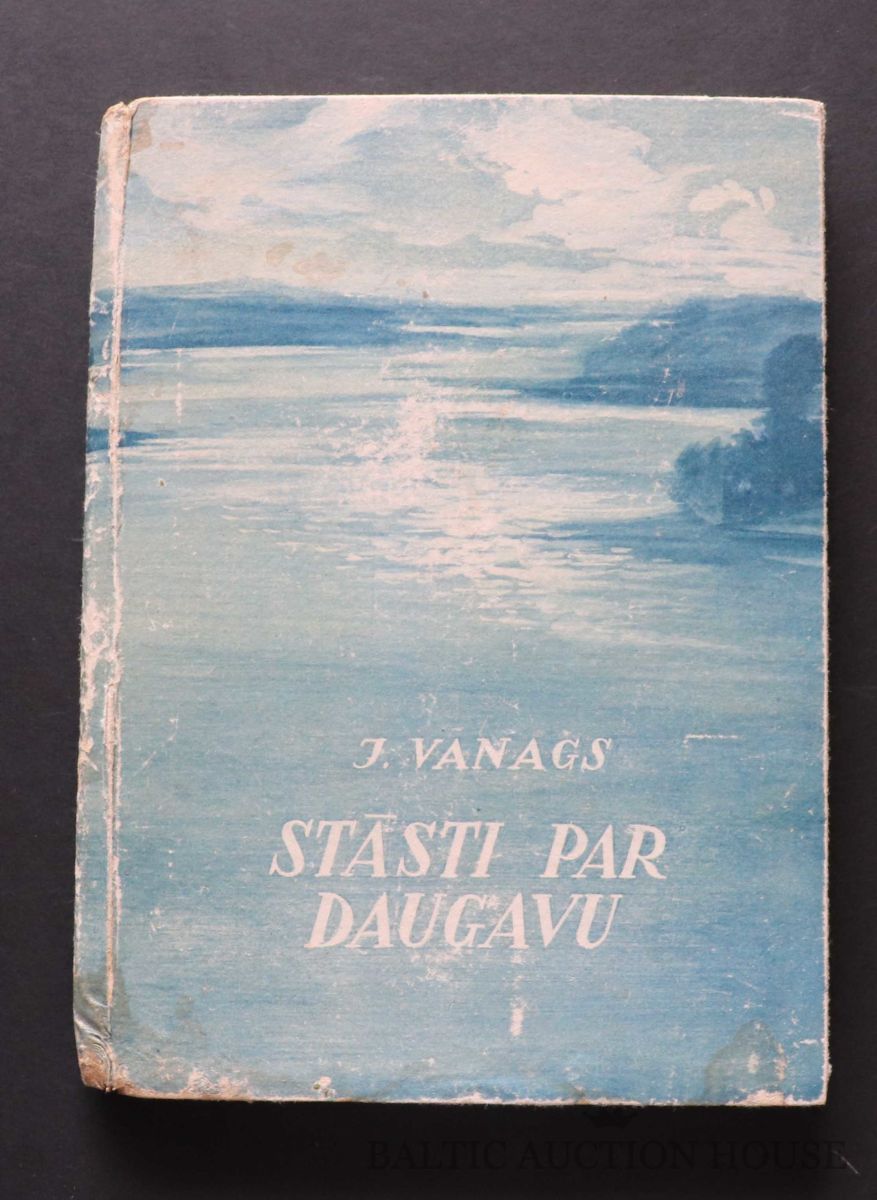 J. VANAGS
STĀSTI PAR
DAUGAVU
BALTIC AUCTION HOUSE